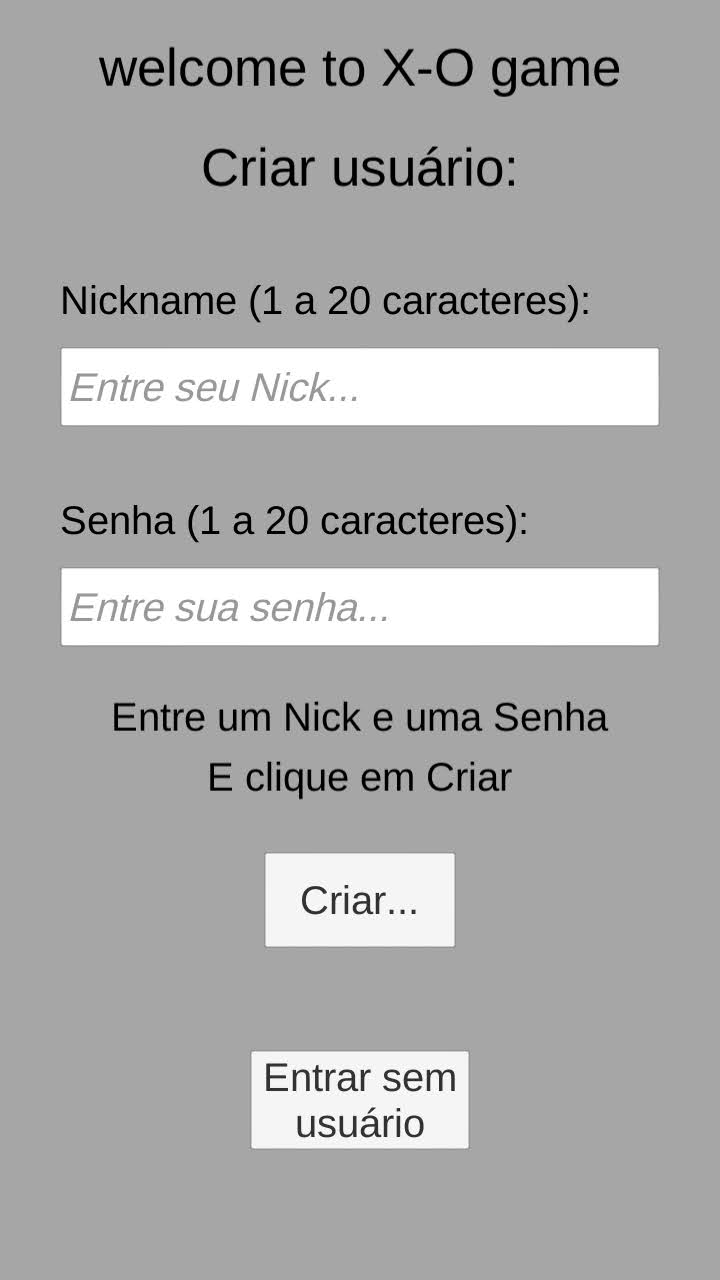 welcome to X-O game
Criar usuário:
Nickname (1 a 20 caracteres):
Entre seu Nick...
Senha (1 a 20 caracteres):
Entre sua senha...
Entre um Nick e uma Senha
E clique em Criar
Criar...
Entrar sem
usuário